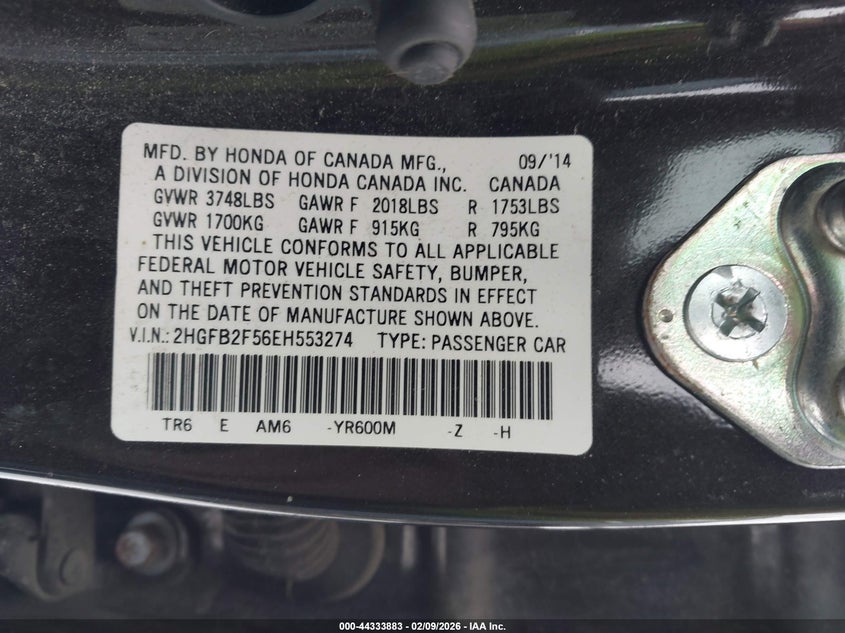 MFD. BY HONDA OF CANADA MFG., 09/'14
A DIVISION OF HONDA CANADA INC. CANADA
GVWR 3748LBS GAWR F 2018LBS R 1753LBS
GVWR 1700KG GAWR F 915KG R 795KG
THIS VEHICLE CONFORMS TO ALL APPLICABLE
FEDERAL MOTOR VEHICLE SAFETY, BUMPER,
AND THEFT PREVENTION STANDARDS IN EFFECT
ON THE DATE OF MANUFACTURE SHOWN ABOVE.
V.I.N.: 2HGFB2F56EH553274 TYPE: PASSENGER CAR
TR6 E AM6 -YR600M -Z -H
000-44333883 / 02/09/2026 - IAA Inc.